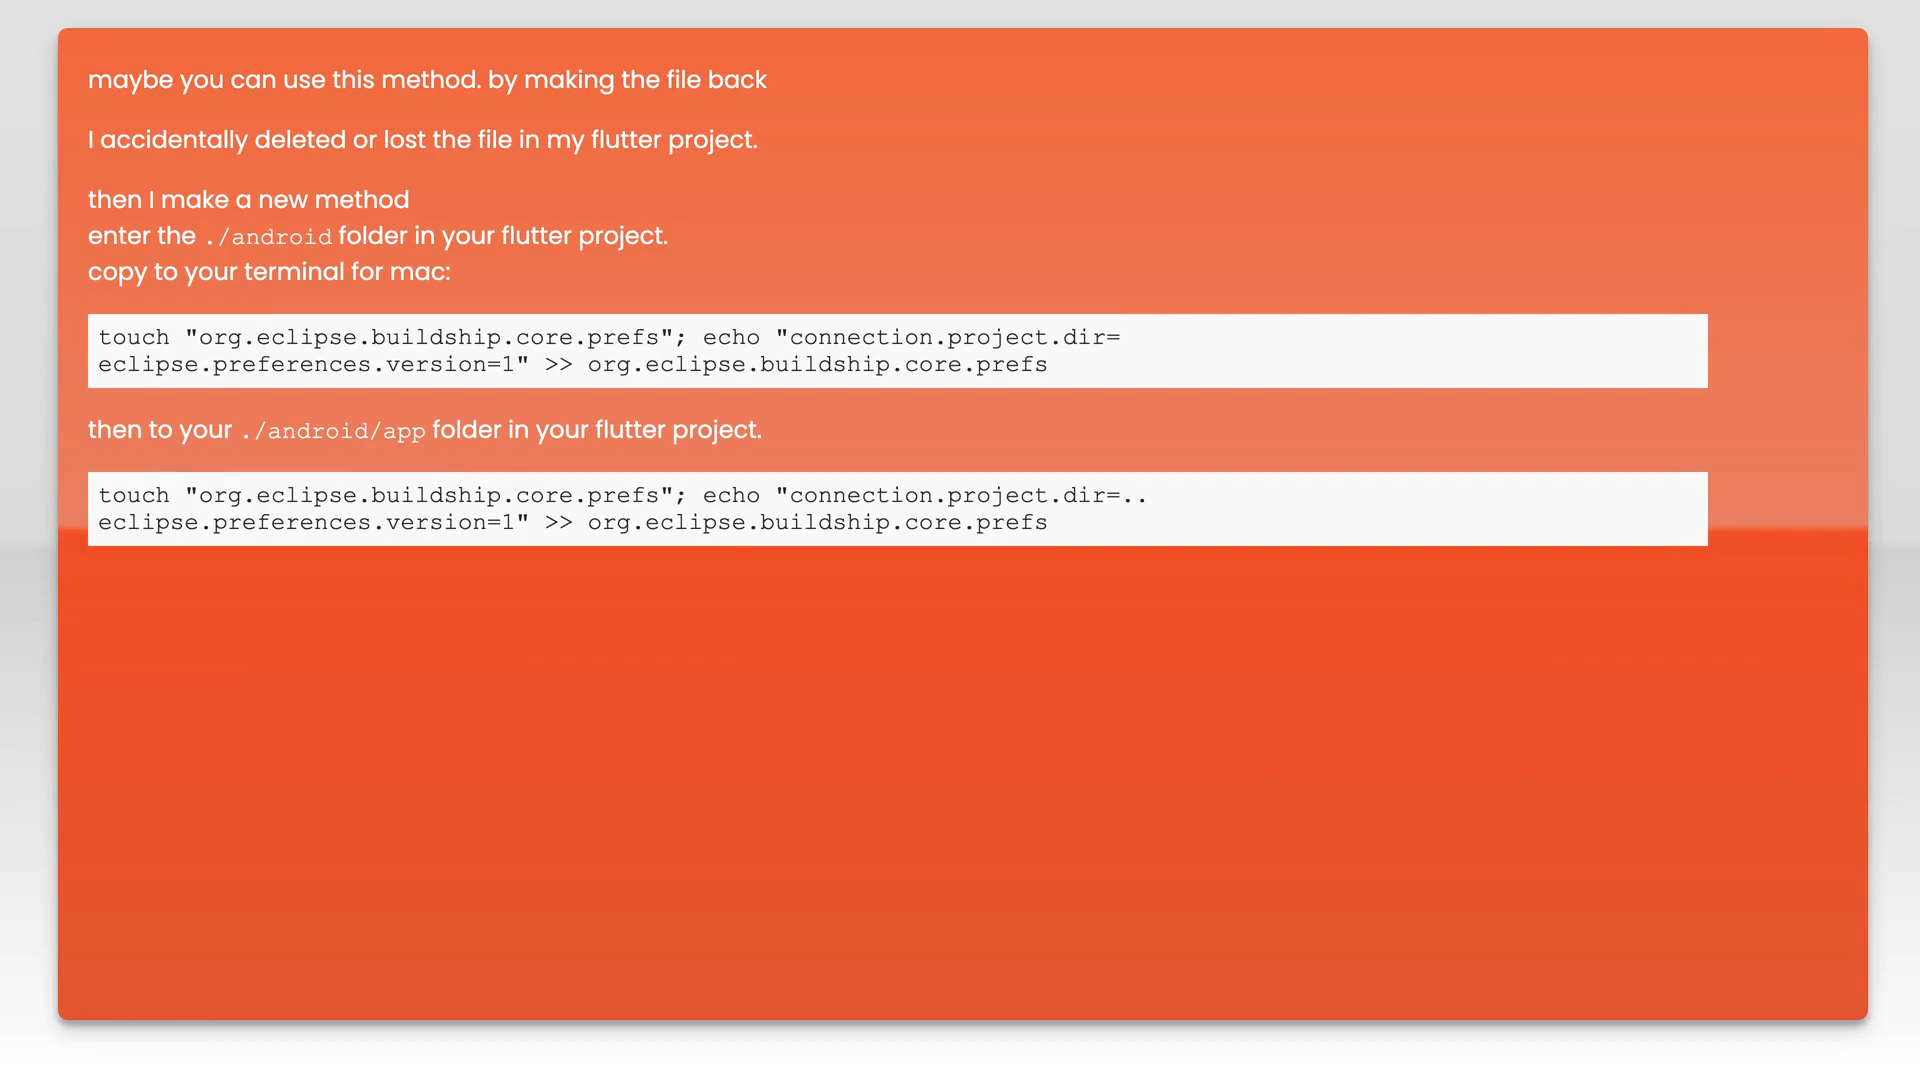 maybe you can use this method. by making the file back
I accidentally deleted or lost the file in my flutter project.
then I make a new method
enter the ./android folder in your flutter project.
copy to your terminal for mac:
touch "org.eclipse.buildship.core.prefs"; echo "connection.project.dir=
eclipse.preferences.version=1" >> org.eclipse.buildship.core.prefs
then to your ./android/app folder in your flutter project.
touch "org.eclipse.buildship.core.prefs"; echo "connection.project.dir=..
eclipse.preferences.version=1" >> org.eclipse.buildship.core.prefs